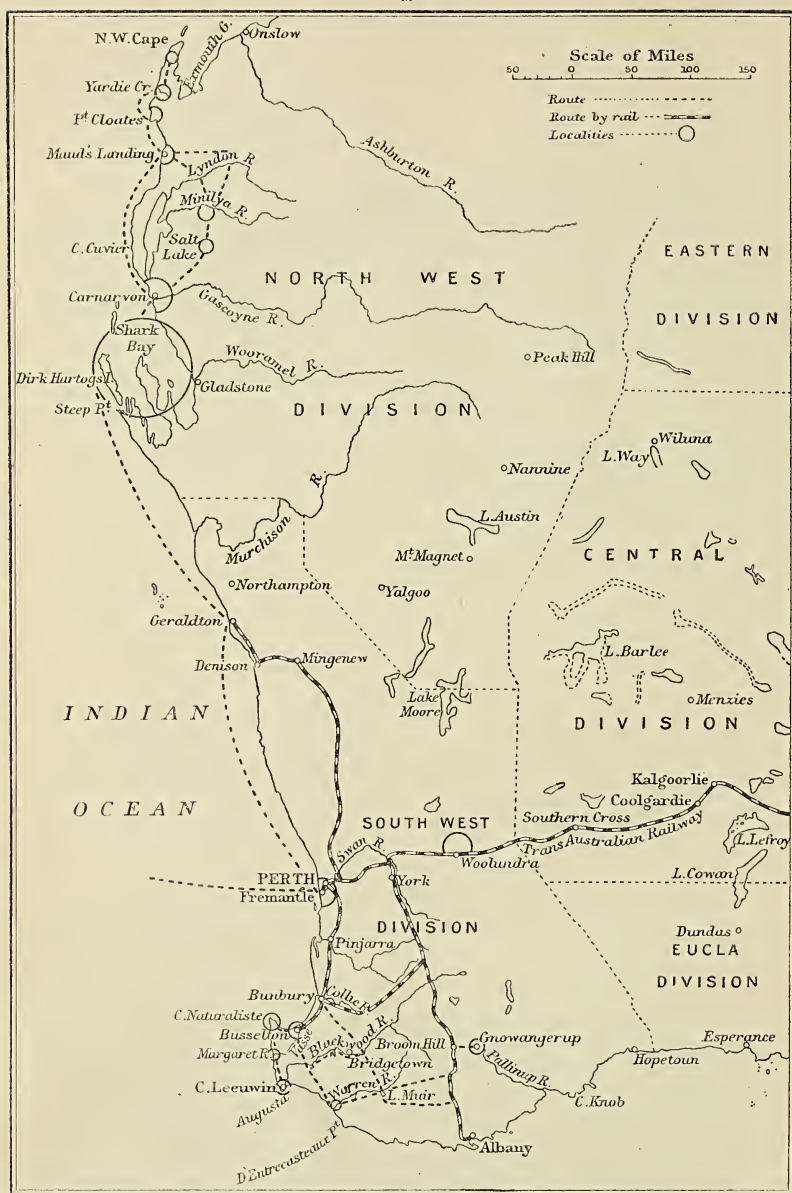 N.W. Cape
Exmouth G.
Onslow
Scale of Miles
50 0 50 100 150
Yardie Cr.
Route
Route by rail
Localities
Pt Cloates
Maud's Landing
Lyndon R.
Ashburton R.
Minilya R.
C. Cuvier
Salt
Lake
EASTERN
NORTH WEST
Carnarvon
Gascoyne R.
DIVISION
Shark
Bay
Wooramel R.
Peak Hill
Dirk Hartogs I.
Gladstone
Steep Pt
DIVISION
Wiluna
L. Way
Nannine
Murchison R.
L. Austin
Mt Magnet
CENTRAL
Northampton
Yalgoo
Geraldton
Denison
Mingenew
L. Barlee
Lake
Moore
Menzies
INDIAN
DIVISION
OCEAN
Kalgoorlie
Coolgardie
SOUTH WEST
Southern Cross
Trans Australian Railway
L. Lefroy
Swan R.
Woolundra
PERTH
York
L. Cowan
Fremantle
DIVISION
Dundas
Pinjarra
EUCLA
DIVISION
Bunbury
Collie R.
C. Naturaliste
Busselton
Vasse
Blackwood R.
Broom Hill
Gnowangerup
Esperance
Margaret R.
Bridgetown
Hopetoun
Pallinup R.
C. Leeuwin
Warren R.
L. Muir
C. Knob
Augusta
D'Entrecasteaux Pt
Albany